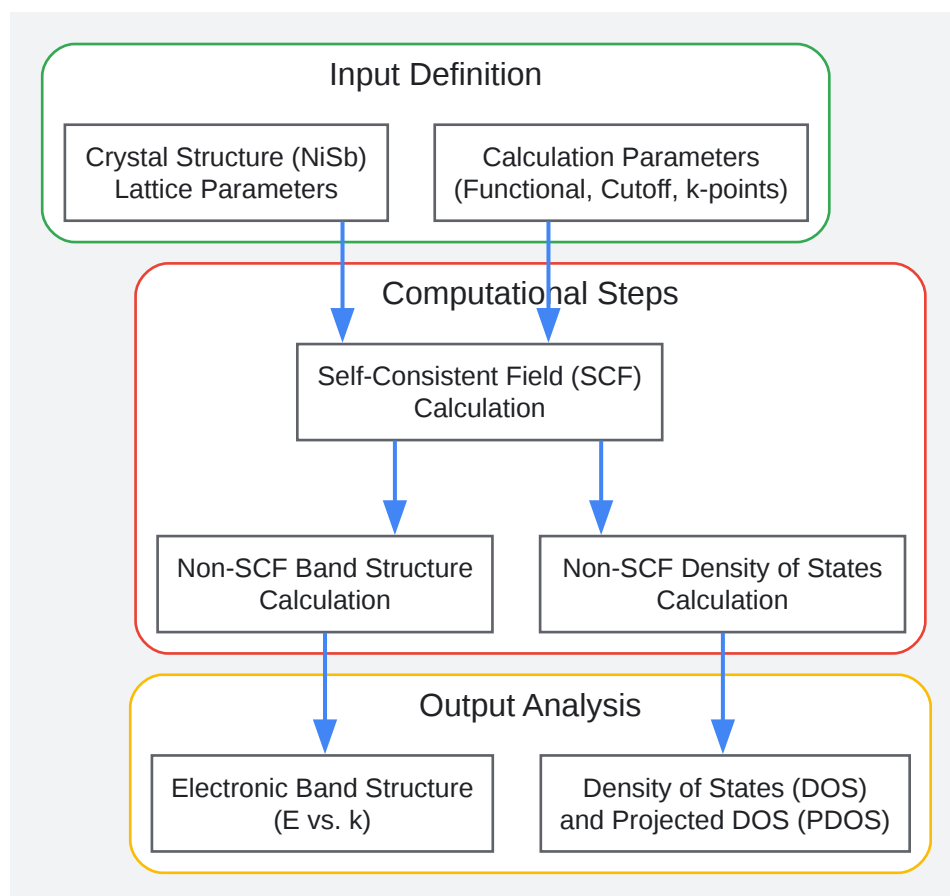 Input Definition
Crystal Structure (NiSb)
Lattice Parameters
Calculation Parameters
(Functional, Cutoff, k-points)
Computational Steps
Self-Consistent Field (SCF)
Calculation
Non-SCF Band Structure
Calculation
Non-SCF Density of States
Calculation
Output Analysis
Electronic Band Structure
(E vs. k)
Density of States (DOS)
and Projected DOS (PDOS)